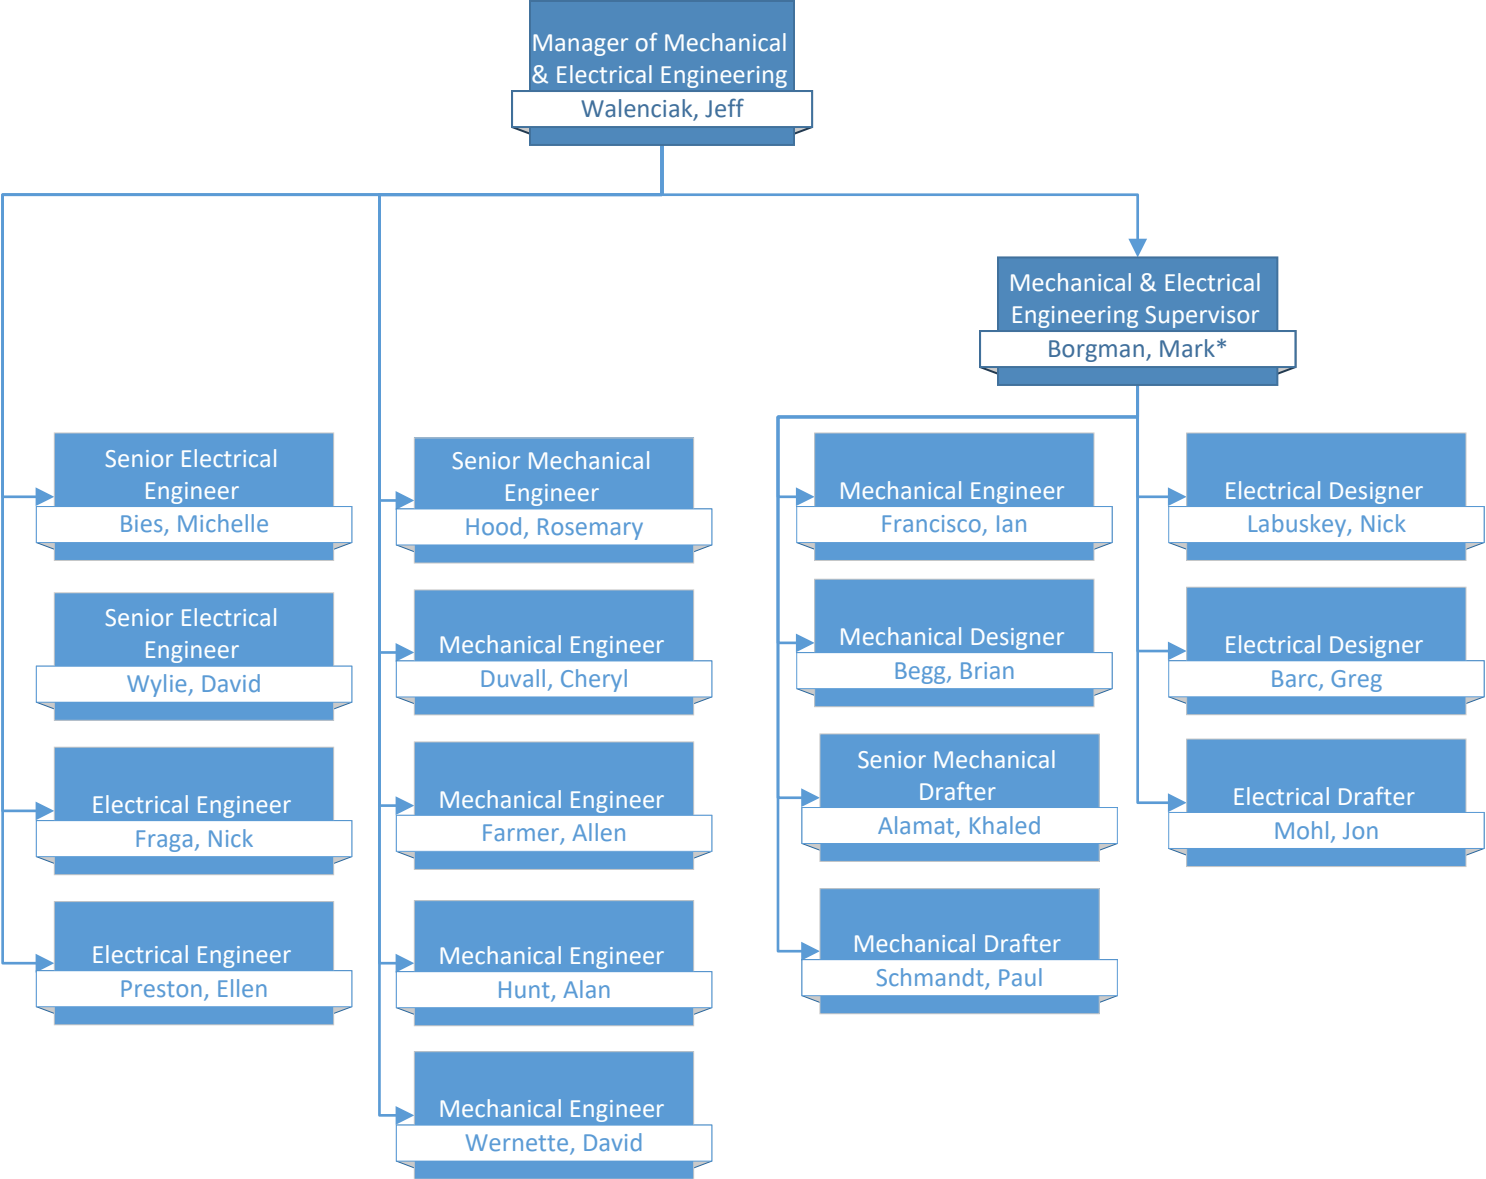 Manager of Mechanical
& Electrical Engineering
Walenciak, Jeff
Mechanical & Electrical
Engineering Supervisor
Borgman, Mark*
Senior Electrical
Engineer
Bies, Michelle
Senior Electrical
Engineer
Wylie, David
Electrical Engineer
Fraga, Nick
Electrical Engineer
Preston, Ellen
Senior Mechanical
Engineer
Hood, Rosemary
Mechanical Engineer
Duvall, Cheryl
Mechanical Engineer
Farmer, Allen
Mechanical Engineer
Hunt, Alan
Mechanical Engineer
Wernette, David
Mechanical Engineer
Francisco, Ian
Mechanical Designer
Begg, Brian
Senior Mechanical
Drafter
Alamat, Khaled
Mechanical Drafter
Schmandt, Paul
Electrical Designer
Labuskey, Nick
Electrical Designer
Barc, Greg
Electrical Drafter
Mohl, Jon